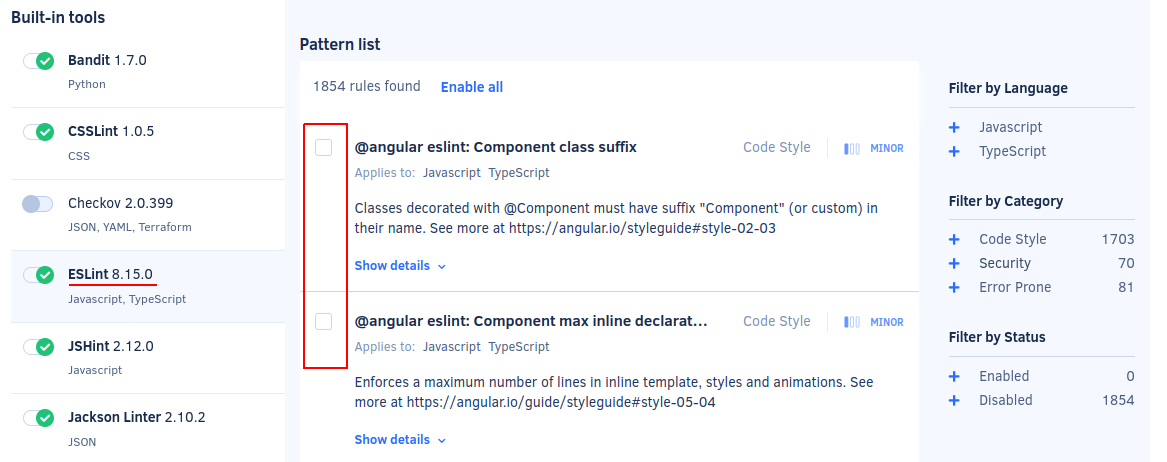 Built-in tools
Bandit 1.7.0
Python
CSSLint 1.0.5
CSS
Checkov 2.0.399
JSON, YAML, Terraform
ESLint 8.15.0
Javascript, TypeScript
JSHint 2.12.0
Javascript
Jackson Linter 2.10.2
JSON
Pattern list
1854 rules found Enable all
@angular eslint: Component class suffix Code Style MINOR
Applies to: Javascript TypeScript
Classes decorated with @Component must have suffix "Component" (or custom) in
their name. See more at https://angular.io/styleguide#style-02-03
Show details
@angular eslint: Component max inline declarat... Code Style MINOR
Applies to: Javascript TypeScript
Enforces a maximum number of lines in inline template, styles and animations. See
more at https://angular.io/guide/styleguide#style-05-04
Show details
Filter by Language
Javascript
TypeScript
Filter by Category
Code Style 1703
Security 70
Error Prone 81
Filter by Status
Enabled 0
Disabled 1854